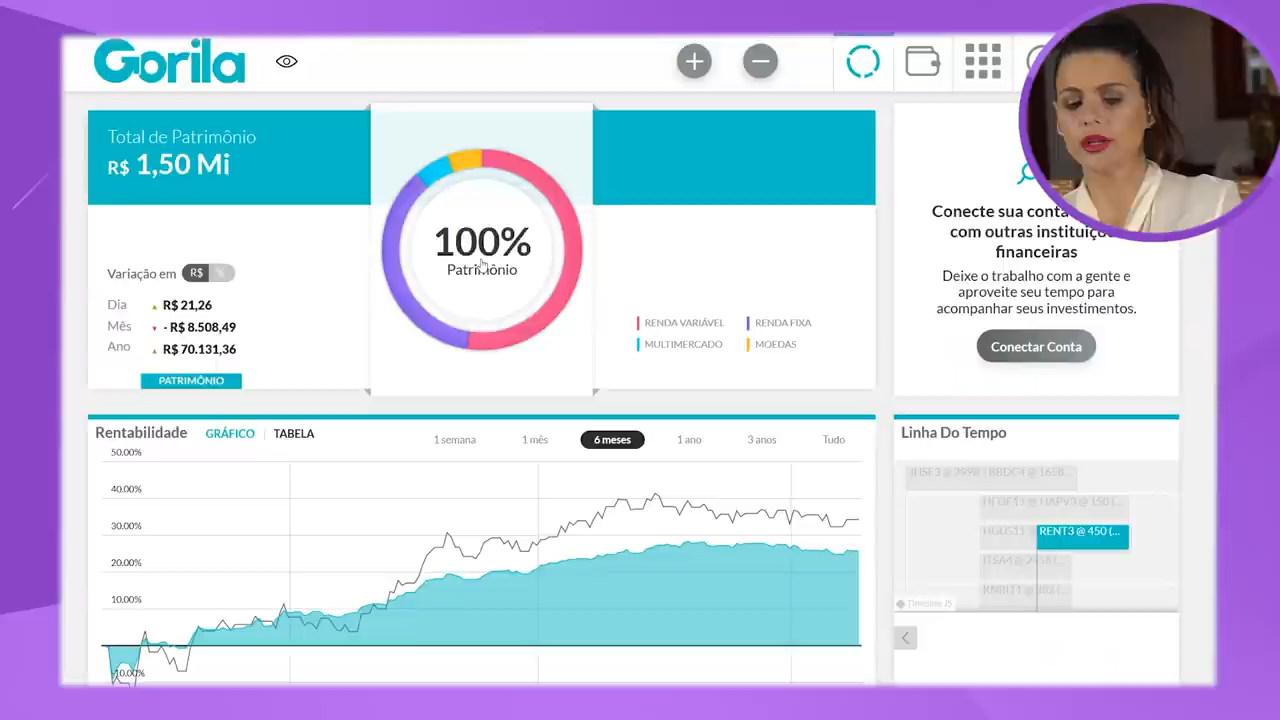 Gorila
Total de Patrimônio
R$ 1,50 Mi
100%
Patrimônio
Variação em R$ %
Dia R$ 21,26
Mês - R$ 8.508,49
Ano R$ 70.131,36
PATRIMÔNIO
RENDA VARIÁVEL RENDA FIXA
MULTIMERCADO MOEDAS
Conecte sua conta
com outras
financeiras
Deixe o trabalho com a gente e
aproveite seu tempo para
acompanhar seus investimentos.
Conectar Conta
Rentabilidade GRÁFICO TABELA
1 semana 1 mês 6 meses 1 ano 3 anos Tudo
50.00%
40.00%
30.00%
20.00%
10.00%
10.00%
Linha Do Tempo
RENT3 @ 450 (...
Timeline JS